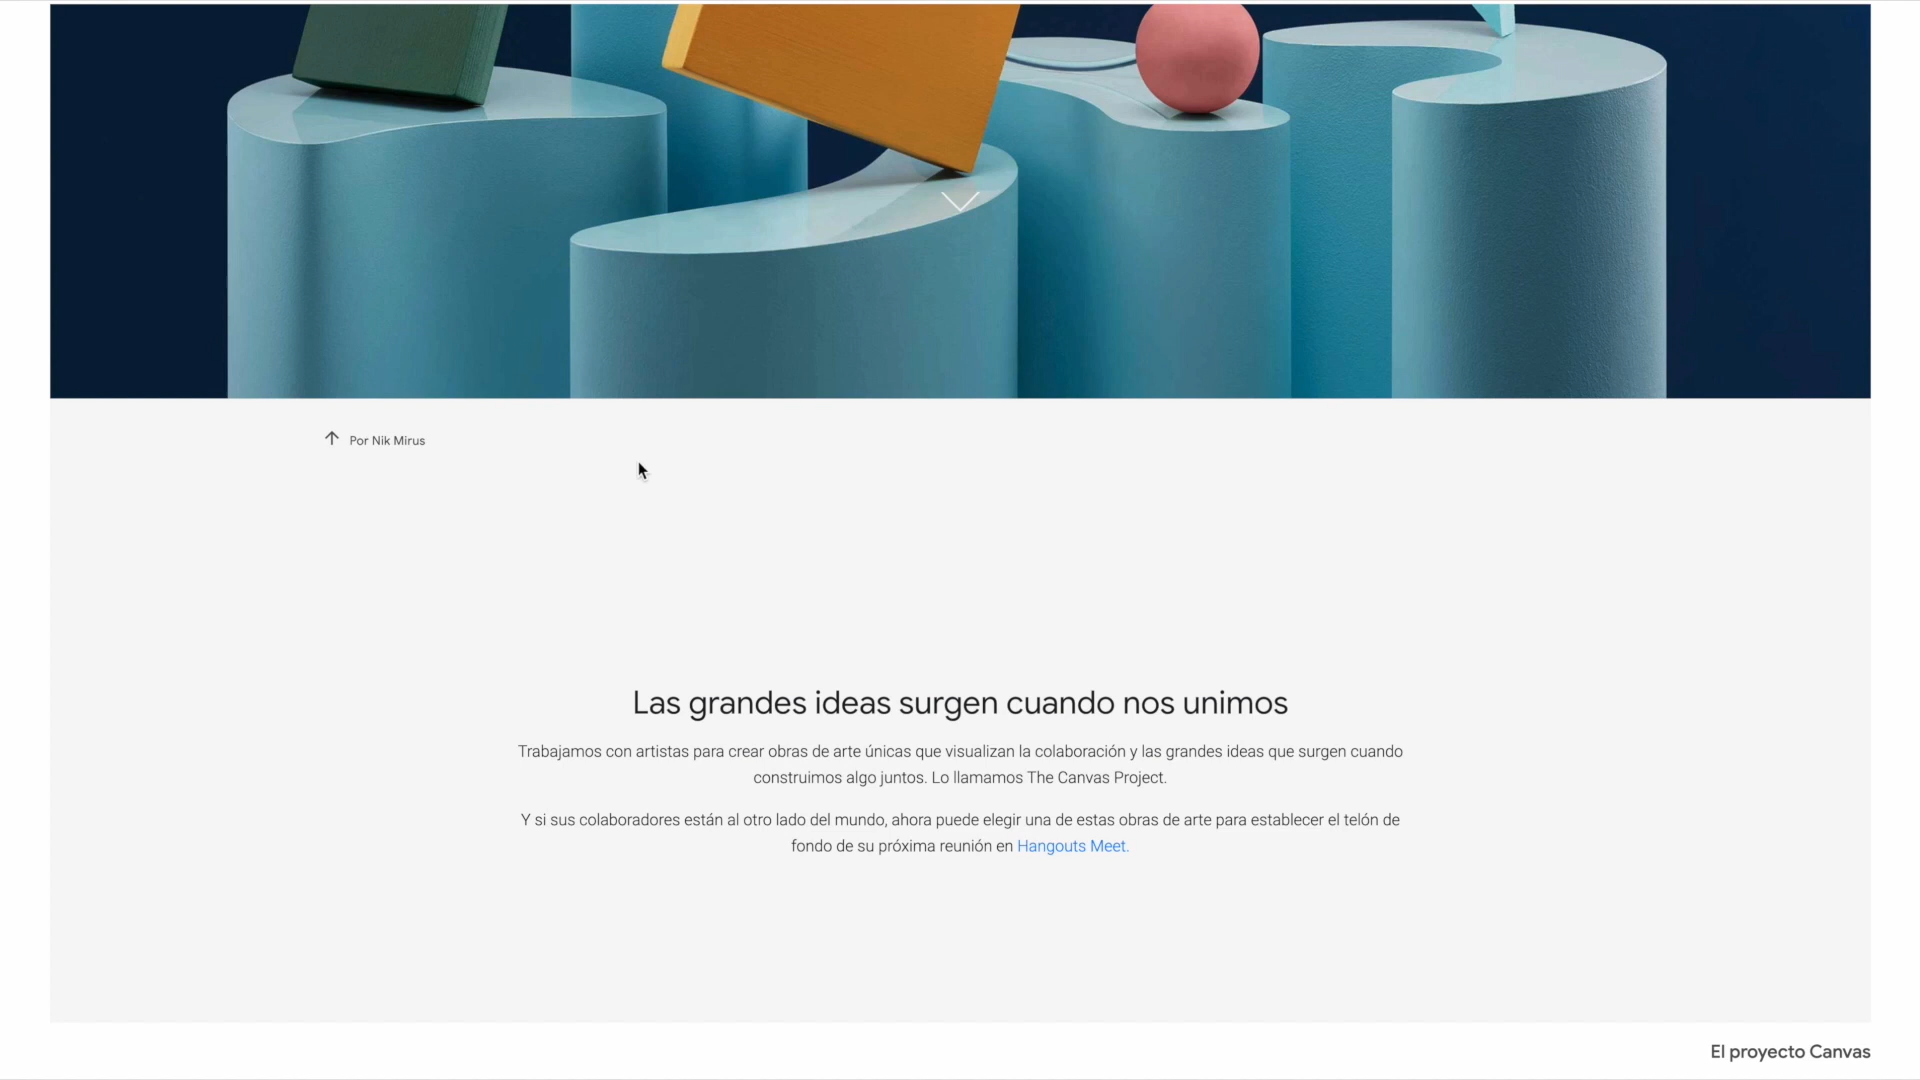 Por Nik Mirus
Las grandes ideas surgen cuando nos unimos
Trabajamos con artistas para crear obras de arte únicas que visualizan la colaboración y las grandes ideas que surgen cuando
construimos algo juntos. Lo llamamos The Canvas Project.
Y si sus colaboradores están al otro lado del mundo, ahora puede elegir una de estas obras de arte para establecer el telón de
fondo de su próxima reunión en Hangouts Meet.
El proyecto Canvas